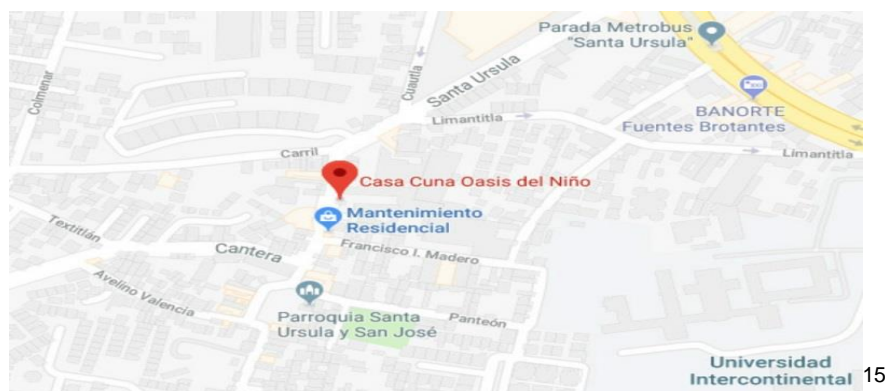 Parada Metrobus
"Santa Ursula"
Colmenar
Cuautla
Santa Ursula
BANORTE
Fuentes Brotantes
Limantitla
Limantitla
Carril
Casa Cuna Oasis del Niño
Mantenimiento
Residencial
Textitlán
Cantera
Francisco I. Madero
Avelino Valencia
Parroquia Santa
Ursula y San José
Panteón
Universidad
Intercontinental
15